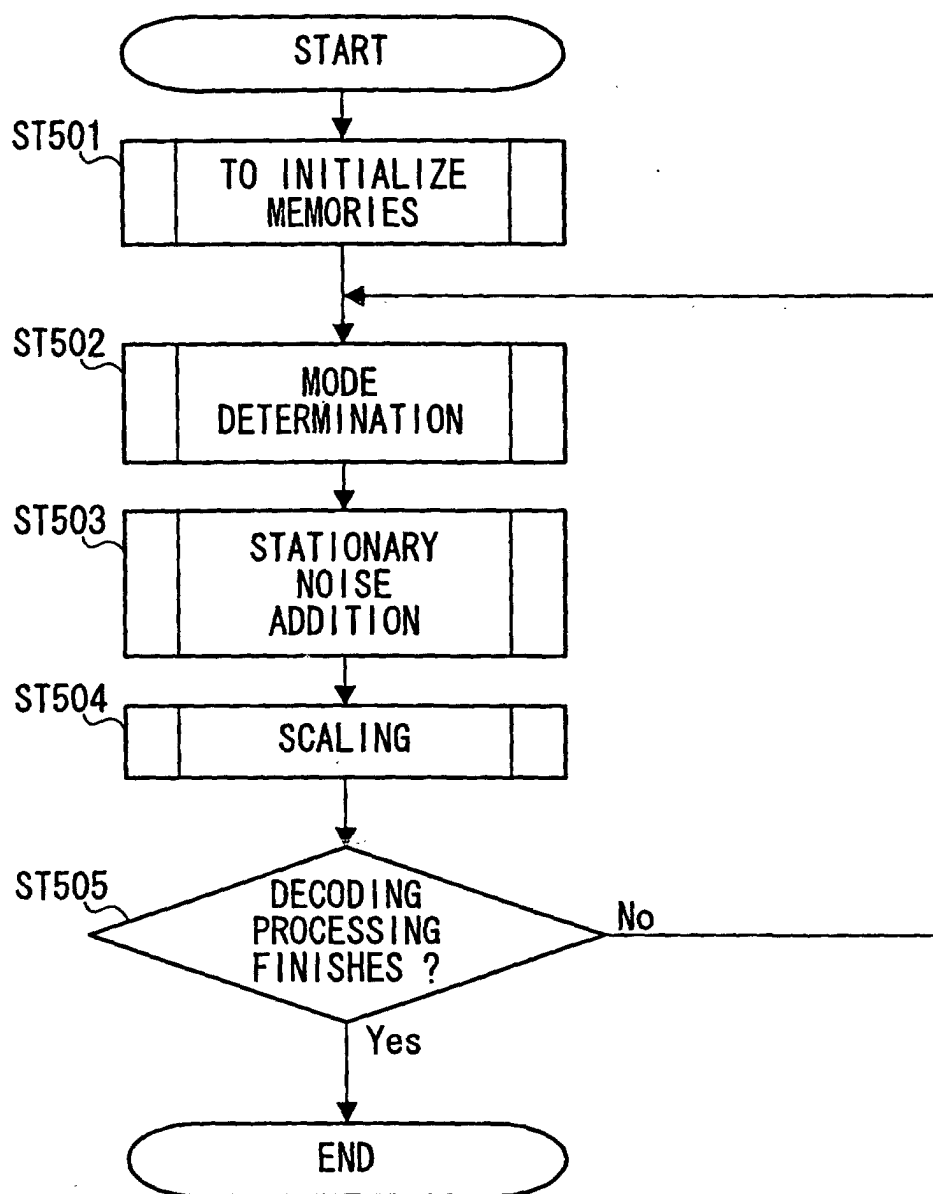 START
ST501
TO INITIALIZE
MEMORIES
ST502
MODE
DETERMINATION
ST503
STATIONARY
NOISE
ADDITION
ST504
SCALING
ST505
DECODING
PROCESSING
FINISHES ?
No
Yes
END